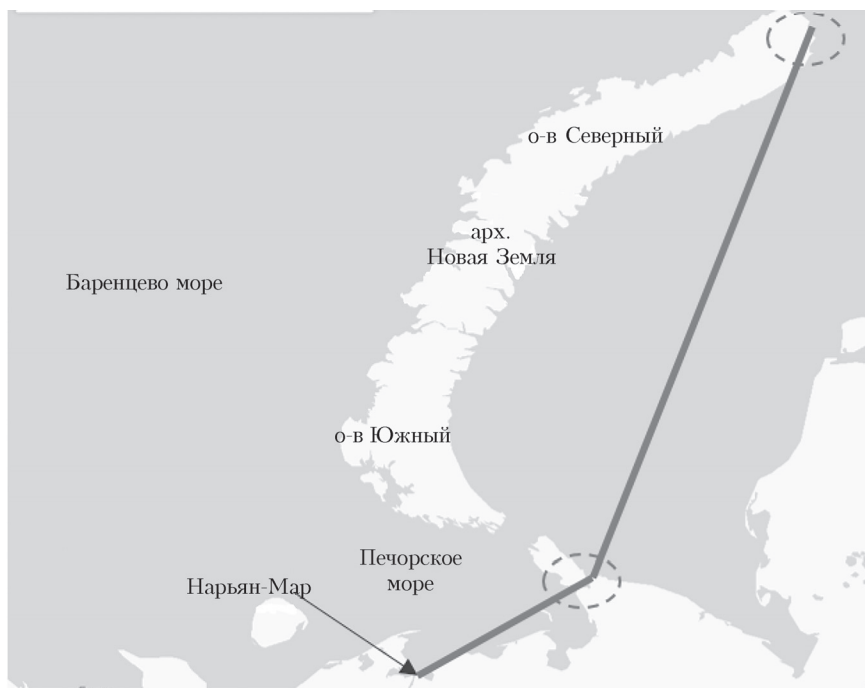 о-в Северный
арх.
Новая Земля
Баренцево море
о-в Южный
Печорское
море
Нарьян-Мар